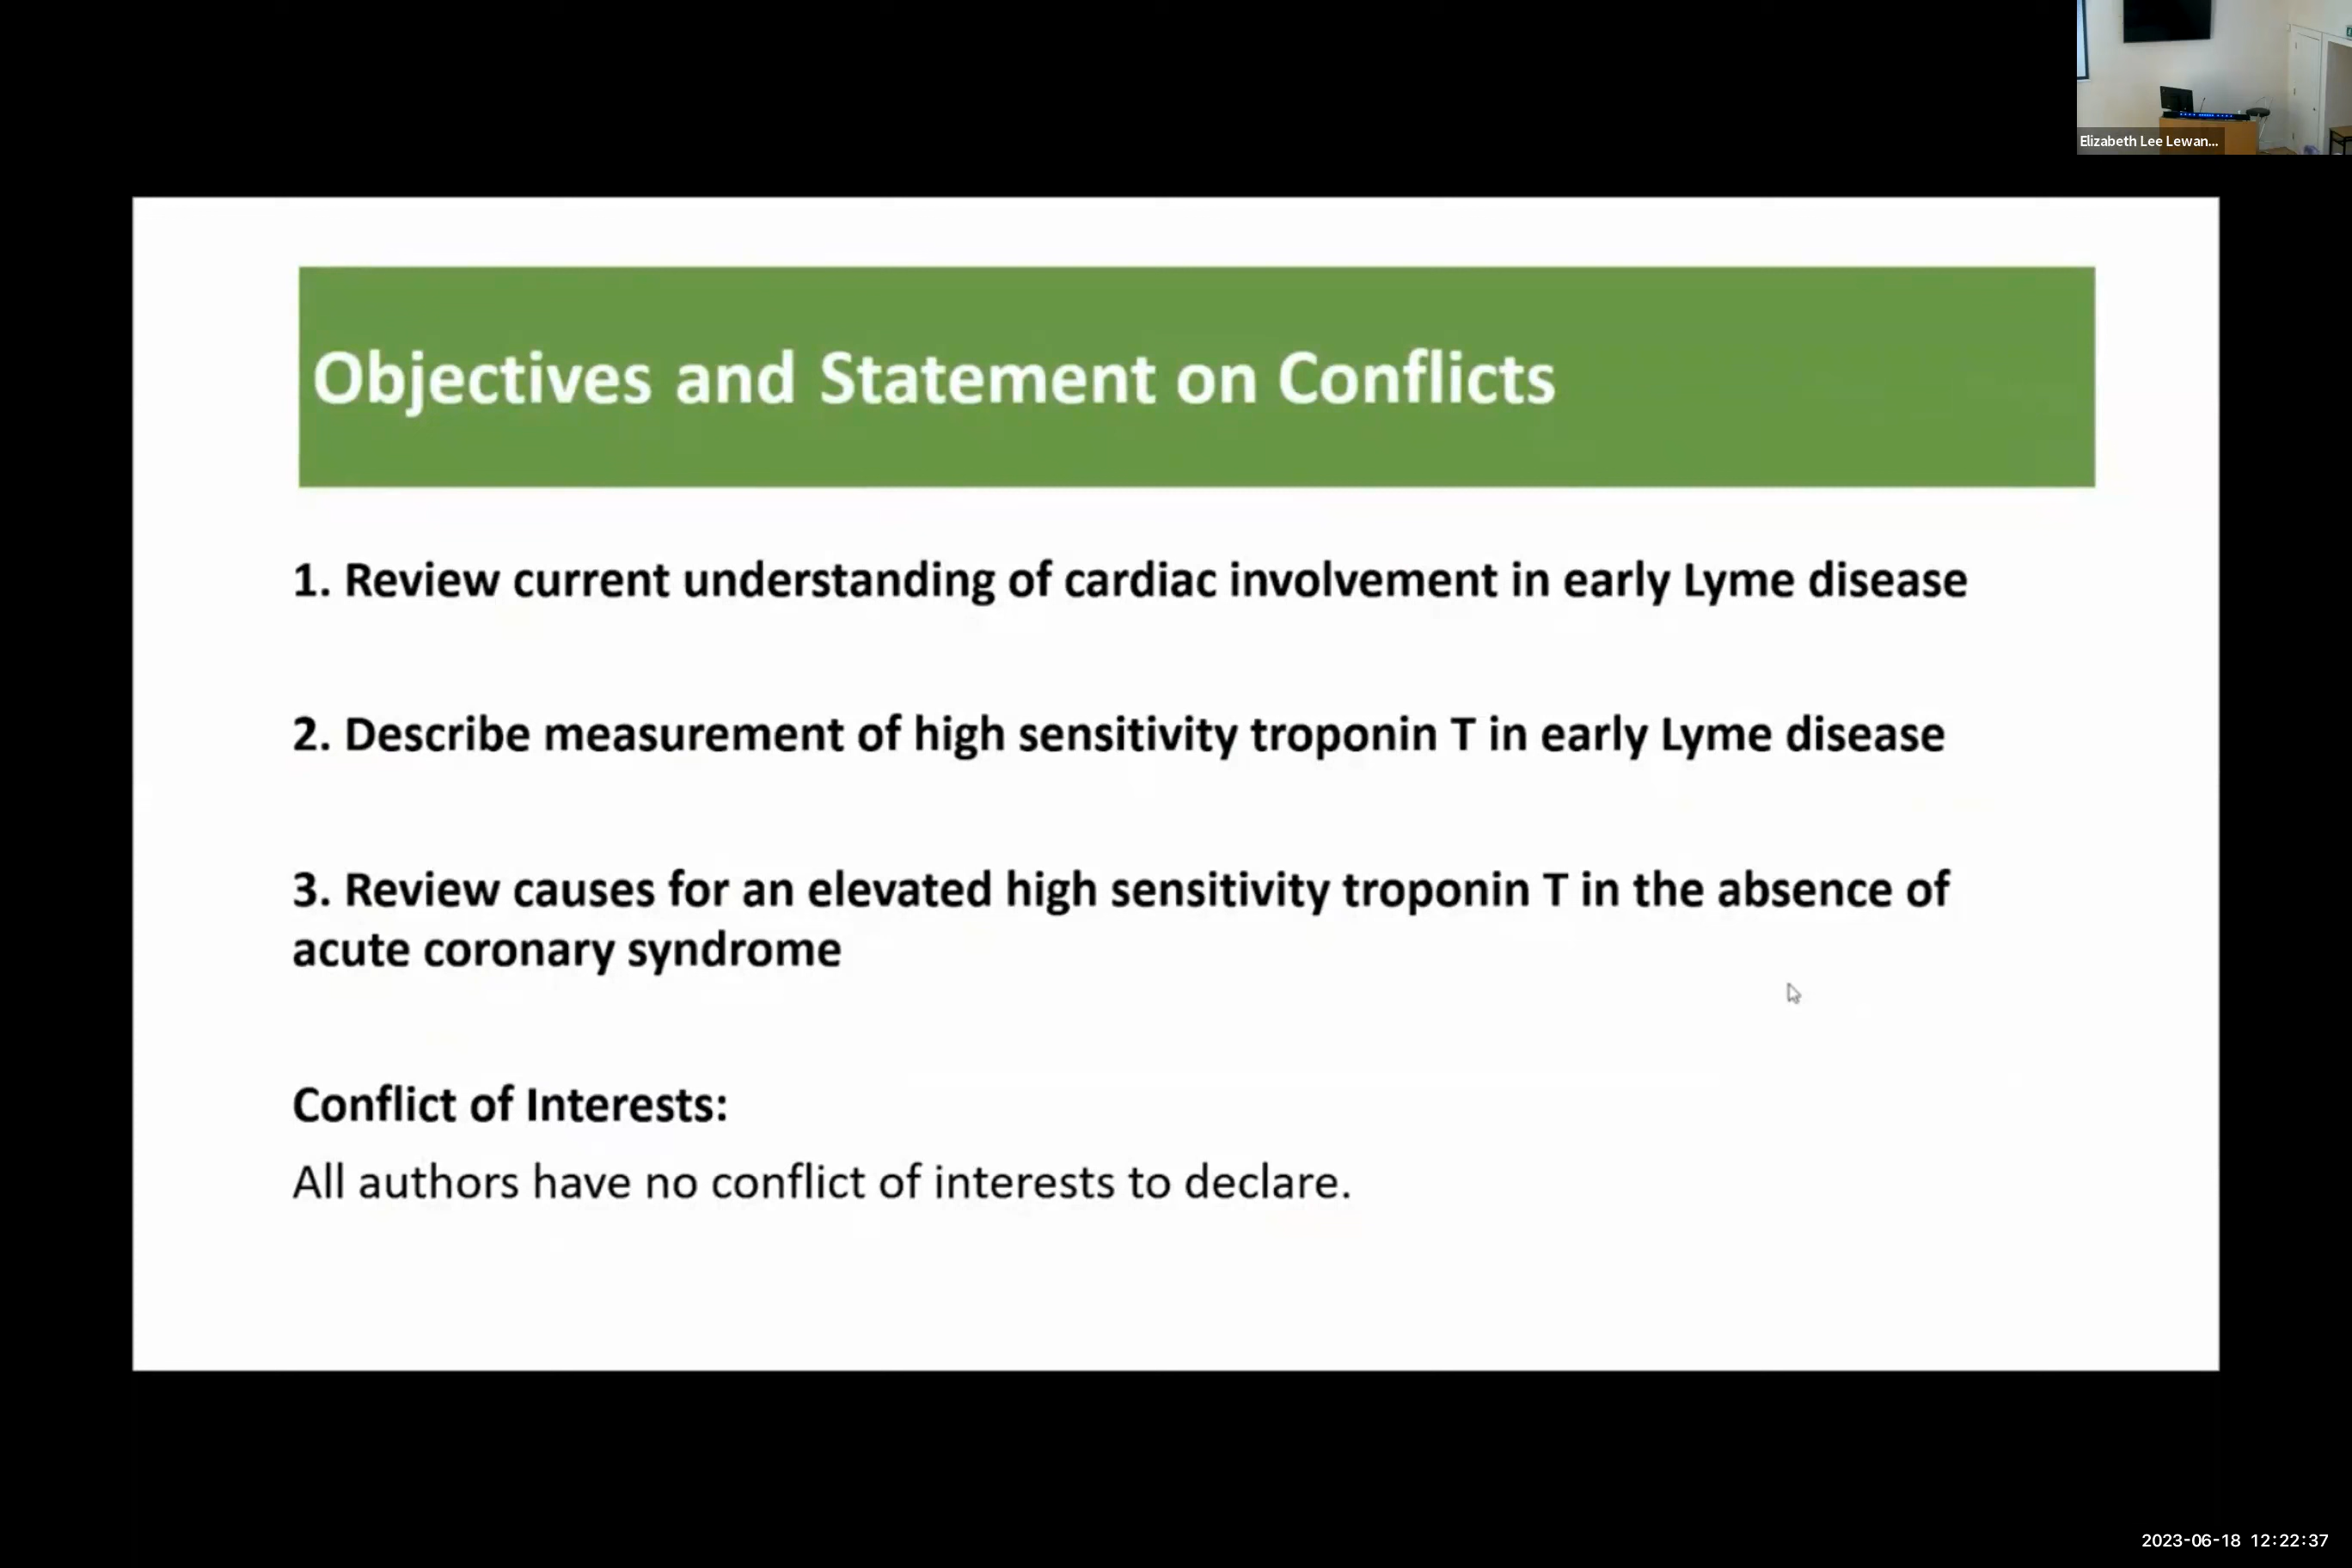 Elizabeth Lee Lewan...
Objectives and Statement on Conflicts
1. Review current understanding of cardiac involvement in early Lyme disease
2. Describe measurement of high sensitivity troponin T in early Lyme disease
3. Review causes for an elevated high sensitivity troponin T in the absence of
acute coronary syndrome
Conflict of Interests:
All authors have no conflict of interests to declare.
2023-06-18 12:22:37